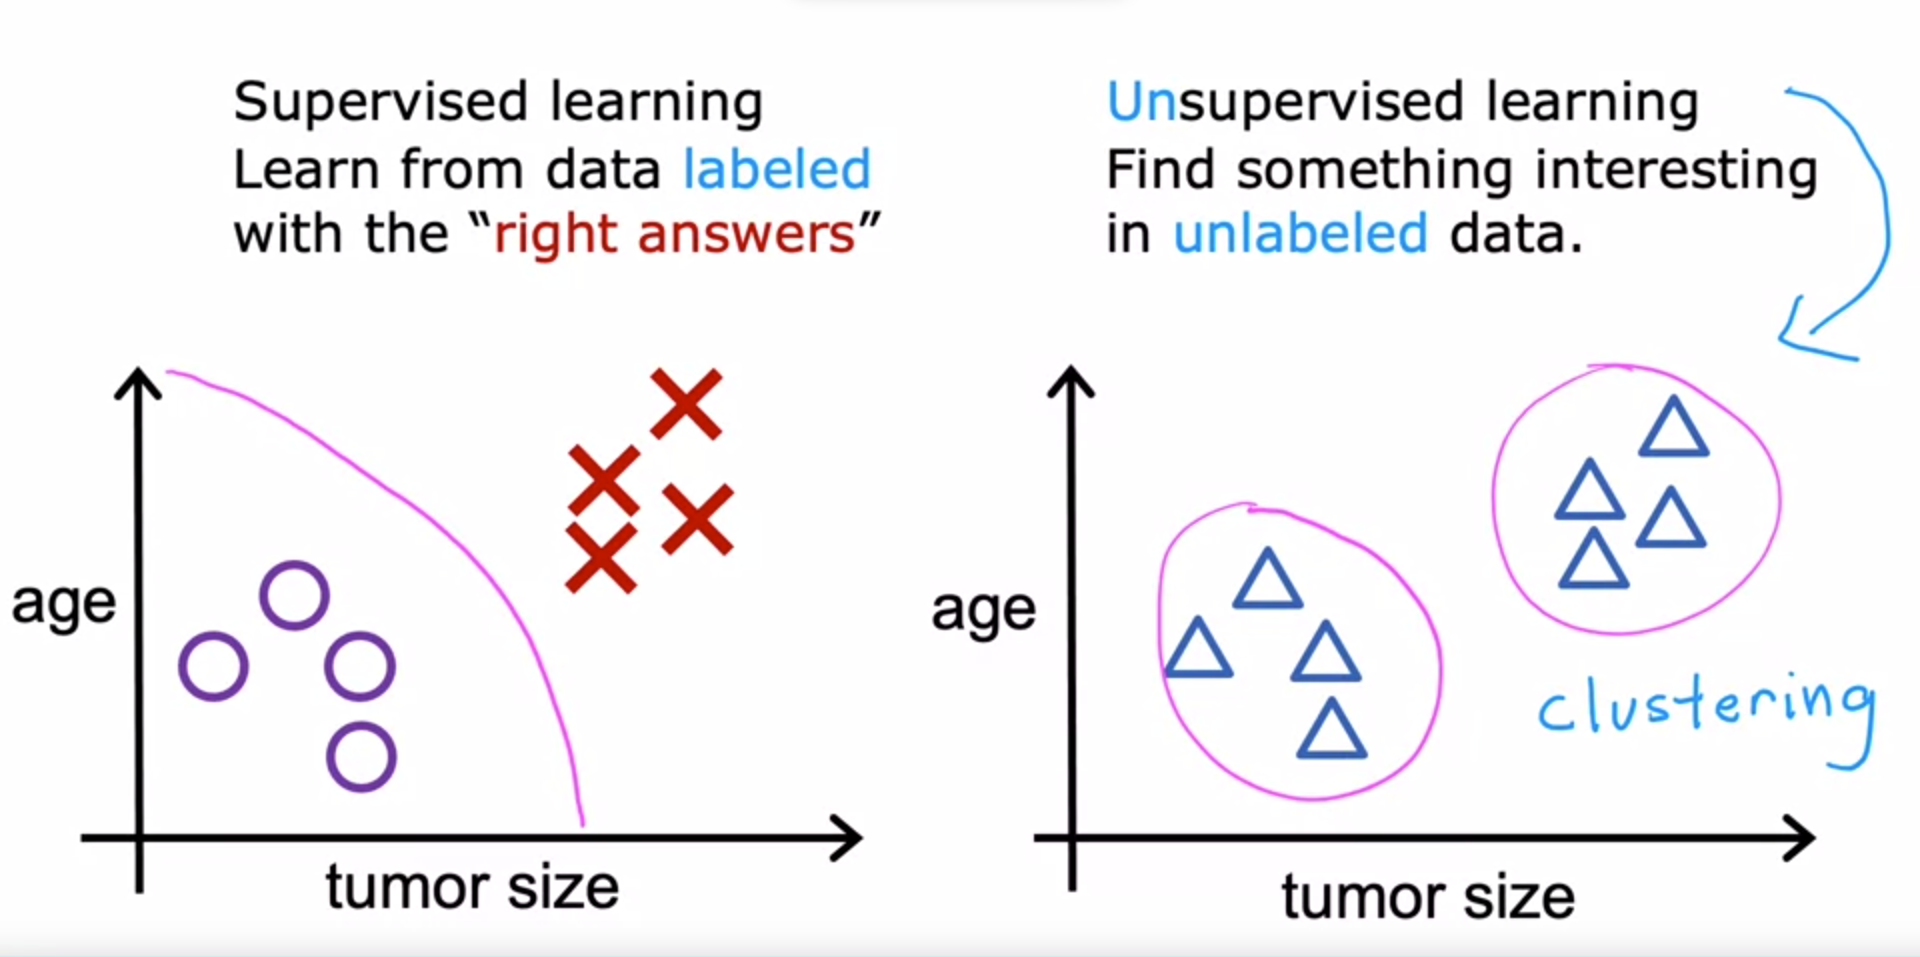 Supervised learning
Learn from data labeled
with the “right answers”
age
tumor size
Unsupervised learning
Find something interesting
in unlabeled data.
age
clustering
tumor size